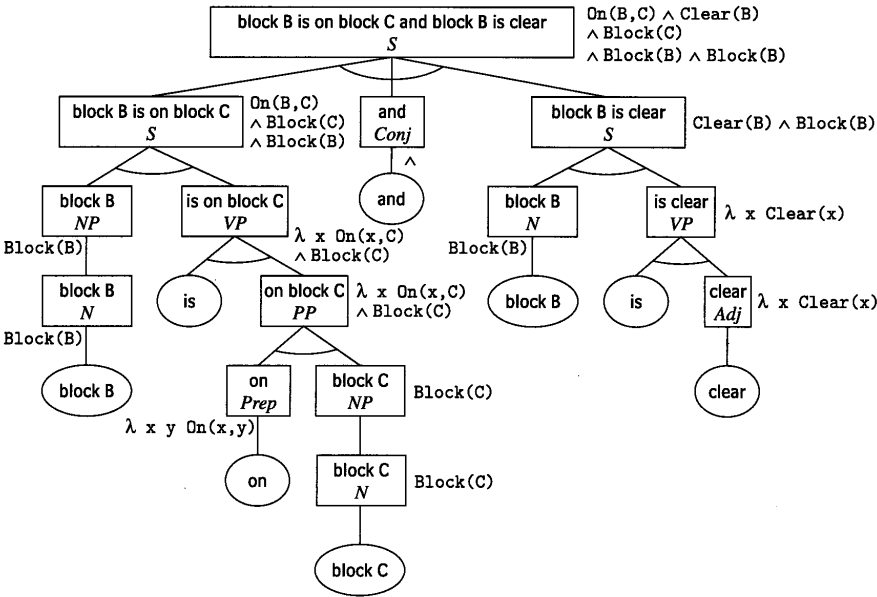 block B is on block C and block B is clear
S
On(B,C) ∧ Clear(B)
∧ Block(C)
∧ Block(B) ∧ Block(B)
block B is on block C
S
On(B,C)
∧ Block(C)
∧ Block(B)
and
Conj
∧
and
block B is clear
S
Clear(B) ∧ Block(B)
block B
NP
Block(B)
is on block C
VP
λ x On(x,C)
∧ Block(C)
block B
N
Block(B)
is clear
VP
λ x Clear(x)
block B
N
Block(B)
block B
is
on block C
PP
λ x On(x,C)
∧ Block(C)
block B
is
clear
Adj
λ x Clear(x)
clear
on
Prep
λ x y On(x,y)
on
block C
NP
Block(C)
block C
N
Block(C)
block C